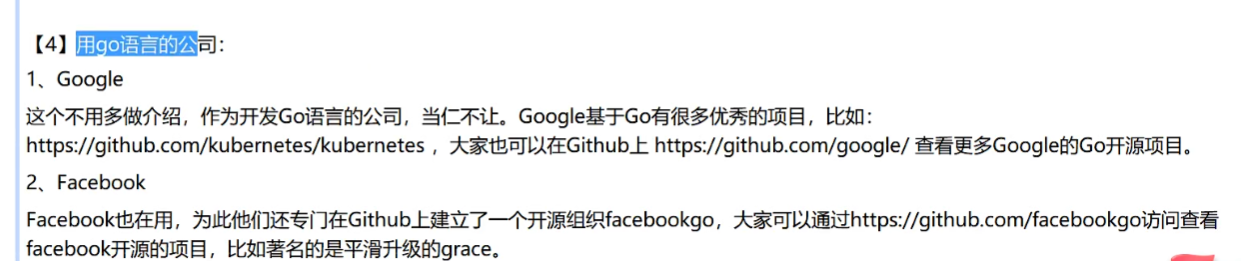 【4】用go语言的公司：
1、Google
这个不用多做介绍，作为开发Go语言的公司，当仁不让。Google基于Go有很多优秀的项目，比如：
https://github.com/kubernetes/kubernetes ，大家也可以在Github上 https://github.com/google/ 查看更多Google的Go开源项目。
2、Facebook
Facebook也在用，为此他们还专门在Github上建立了一个开源组织facebookgo，大家可以通过https://github.com/facebookgo访问查看
facebook开源的项目，比如著名的是平滑升级的grace。